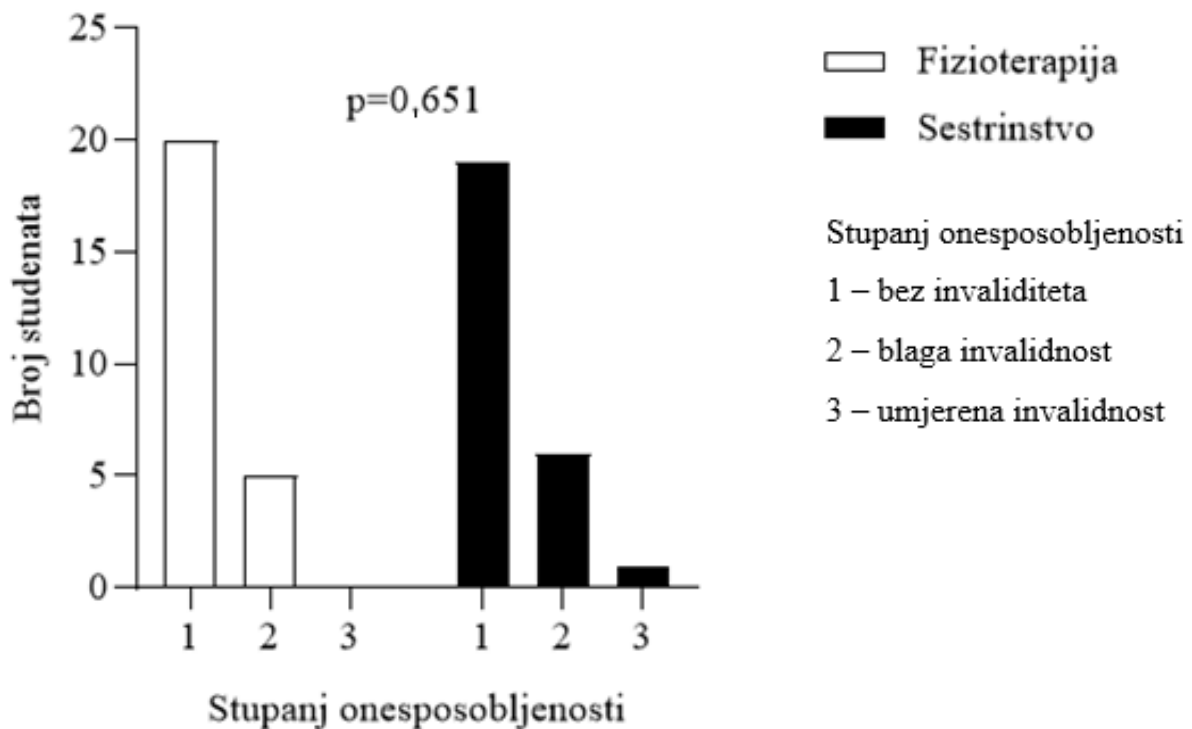 25
20
15
10
5
0
Broj studenata
p=0,651
1 2 3 1 2 3
Stupanj onesposobljenosti
Fizioterapija
Sestrinstvo
Stupanj onesposobljenosti
1 – bez invaliditeta
2 – blaga invalidnost
3 – umjerena invalidnost